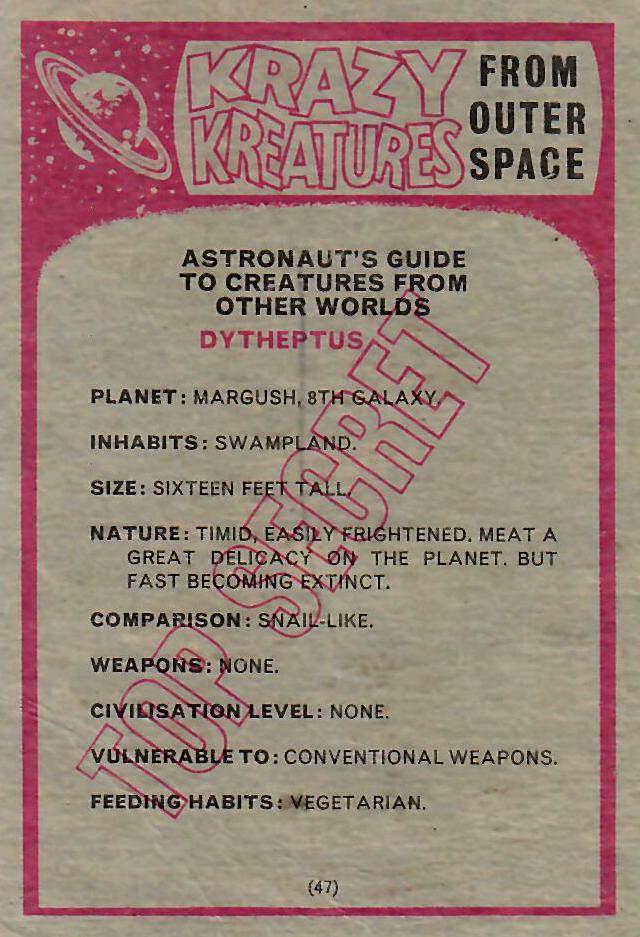 KRAZY
KREATURES
FROM
OUTER
SPACE
ASTRONAUT'S GUIDE
TO CREATURES FROM
OTHER WORLDS
DYTHEPTUS
PLANET: MARGUSH, 8TH GALAXY.
INHABITS: SWAMPLAND.
SIZE: SIXTEEN FEET TALL.
NATURE: TIMID, EASILY FRIGHTENED. MEAT A
GREAT DELICACY ON THE PLANET. BUT
FAST BECOMING EXTINCT.
COMPARISON: SNAIL-LIKE.
WEAPONS: NONE.
CIVILISATION LEVEL: NONE.
VULNERABLE TO: CONVENTIONAL WEAPONS.
FEEDING HABITS: VEGETARIAN.
TOP SECRET
(47)